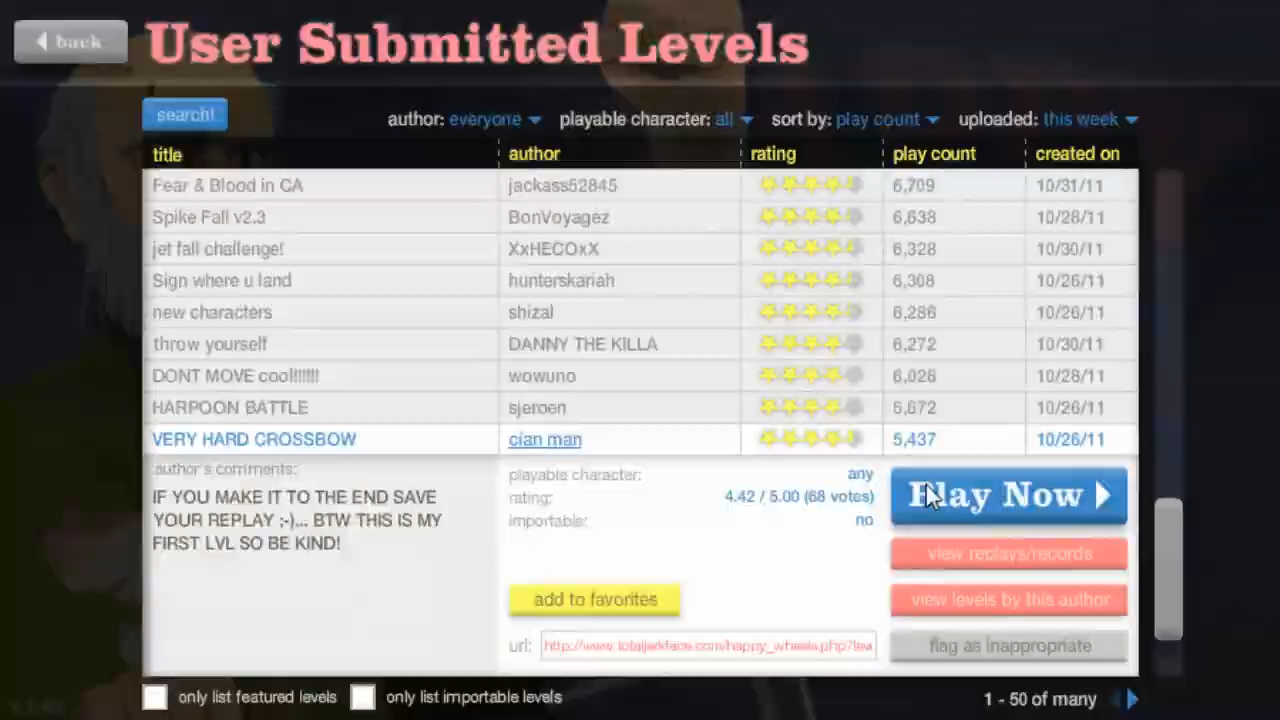 back
User Submitted Levels
search!
author: everyone playable character: all sort by: play count uploaded: this week
title author rating play count created on
Fear & Blood in CA jackass52845 6,709 10/31/11
Spike Fall v2.3 BonVoyagez 6,638 10/28/11
jet fall challenge! XxHECOxX 6,328 10/30/11
Sign where u land hunterskariah 6,308 10/26/11
new characters shizal 6,286 10/26/11
throw yourself DANNY THE KILLA 6,272 10/30/11
DONT MOVE cool!!!!!!! wowuno 6,026 10/28/11
HARPOON BATTLE sjeroen 5,672 10/26/11
VERY HARD CROSSBOW cian man 5,437 10/26/11
author's comments:
IF YOU MAKE IT TO THE END SAVE
YOUR REPLAY ;-)... BTW THIS IS MY
FIRST LVL SO BE KIND!
playable character: any
rating: 4.42 / 5.00 (68 votes)
importable: no
add to favorites
url: http://www.totaljerkface.com/happy_wheels.php?lev
Play Now
view replays/records
view levels by this author
flag as inappropriate
only list featured levels only list importable levels
1 - 50 of many